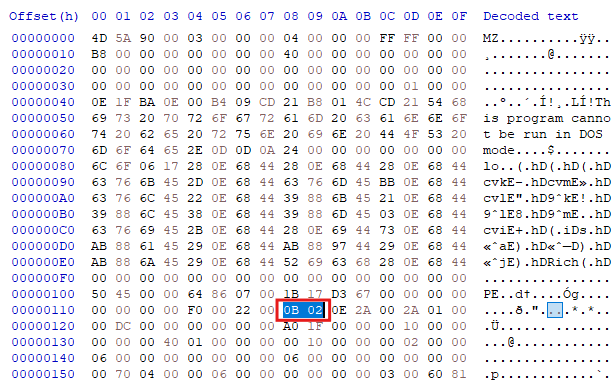 Offset(h) 00 01 02 03 04 05 06 07 08 09 0A 0B 0C 0D 0E 0F Decoded text
00000000 4D 5A 90 00 03 00 00 00 04 00 00 00 FF FF 00 00 MZ..........ÿÿ..
00000010 B8 00 00 00 00 00 00 00 40 00 00 00 00 00 00 00 ¸.......@.......
00000020 00 00 00 00 00 00 00 00 00 00 00 00 00 00 00 00 ................
00000030 00 00 00 00 00 00 00 00 00 00 00 00 00 01 00 00 ................
00000040 0E 1F BA 0E 00 B4 09 CD 21 B8 01 4C CD 21 54 68 ..º..´.Í!¸.LÍ!Th
00000050 69 73 20 70 72 6F 67 72 61 6D 20 63 61 6E 6E 6F is program canno
00000060 74 20 62 65 20 72 75 6E 20 69 6E 20 44 4F 53 20 t be run in DOS
00000070 6D 6F 64 65 2E 0D 0D 0A 24 00 00 00 00 00 00 00 mode....$.......
00000080 6C 6F 06 17 28 0E 68 44 28 0E 68 44 28 0E 68 44 lo..(.hD(.hD(.hD
00000090 63 76 6B 45 2D 0E 68 44 63 76 6D 45 BB 0E 68 44 cvkE-.hDcvmE».hD
000000A0 63 76 6C 45 22 0E 68 44 39 88 6B 45 21 0E 68 44 cvlE".hD9ˆkE!.hD
000000B0 39 88 6C 45 38 0E 68 44 39 88 6D 45 03 0E 68 44 9ˆlE8.hD9ˆmE..hD
000000C0 63 76 69 45 2B 0E 68 44 28 0E 69 44 73 0E 68 44 cviE+.hD(.iDs.hD
000000D0 AB 88 61 45 29 0E 68 44 AB 88 97 44 29 0E 68 44 «ˆaE).hD«ˆ—D).hD
000000E0 AB 88 6A 45 29 0E 68 44 52 69 63 68 28 0E 68 44 «ˆjE).hDRich(.hD
000000F0 00 00 00 00 00 00 00 00 00 00 00 00 00 00 00 00 ................
00000100 50 45 00 00 64 86 07 00 1B 17 D3 67 00 00 00 00 PE..d†....Óg....
00000110 00 00 00 00 F0 00 22 00 0B 02 0E 2A 00 2A 01 00 ....ð."....*.*..
00000120 00 DC 00 00 00 00 00 00 A0 1F 00 00 00 10 00 00 .Ü...... .......
00000130 00 00 00 40 01 00 00 00 00 10 00 00 00 02 00 00 ...@............
00000140 06 00 00 00 00 00 00 00 06 00 00 00 00 00 00 00 ................
00000150 00 70 04 00 00 06 00 00 00 00 00 00 03 00 60 81 .p............`.